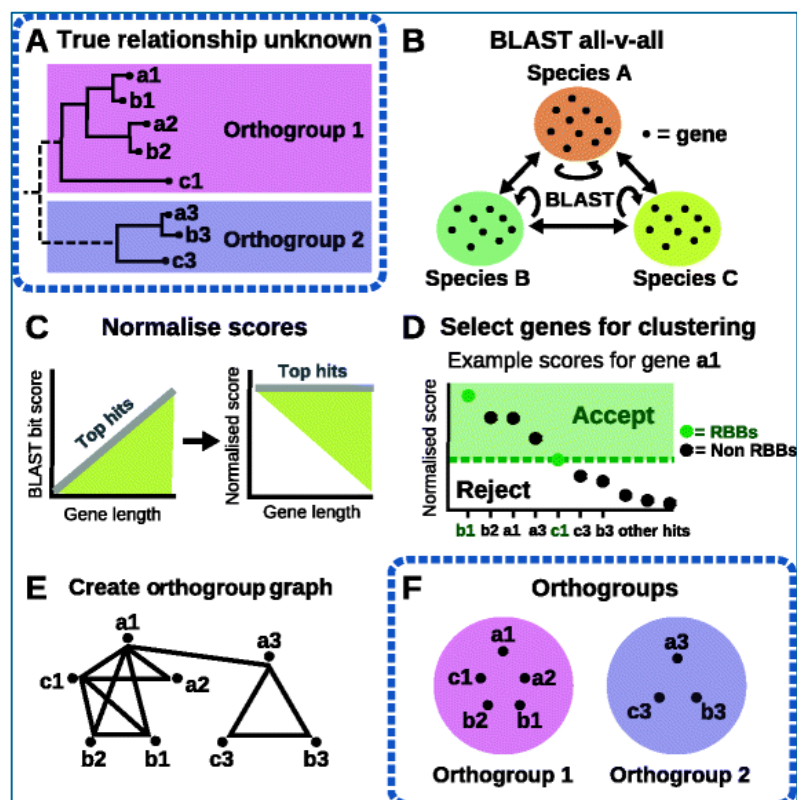 A True relationship unknown
a1
b1
a2
b2
c1
Orthogroup 1
a3
b3
c3
Orthogroup 2
B BLAST all-v-all
Species A
= gene
BLAST
Species B
Species C
C Normalise scores
BLAST bit score
Top hits
Gene length
Normalised score
Top hits
Gene length
D Select genes for clustering
Example scores for gene a1
Normalised score
Accept
Reject
= RBBs
= Non RBBs
b1 b2 a1 a3 c1 c3 b3 other hits
E Create orthogroup graph
a1
a3
c1
a2
b2
b1
c3
b3
F Orthogroups
a1
c1
a2
b2
b1
Orthogroup 1
a3
c3
b3
Orthogroup 2